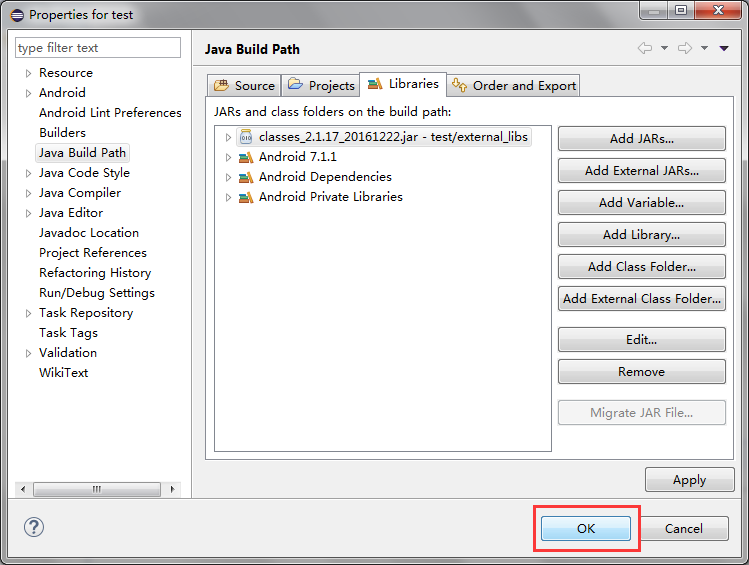 Properties for test
type filter text
Resource
Android
Android Lint Preferences
Builders
Java Build Path
Java Code Style
Java Compiler
Java Editor
Javadoc Location
Project References
Refactoring History
Run/Debug Settings
Task Repository
Task Tags
Validation
WikiText
Java Build Path
Source
Projects
Libraries
Order and Export
JARs and class folders on the build path:
classes_2.1.17_20161222.jar - test/external_libs
Android 7.1.1
Android Dependencies
Android Private Libraries
Add JARs...
Add External JARs...
Add Variable...
Add Library...
Add Class Folder...
Add External Class Folder...
Edit...
Remove
Migrate JAR File...
Apply
OK
Cancel